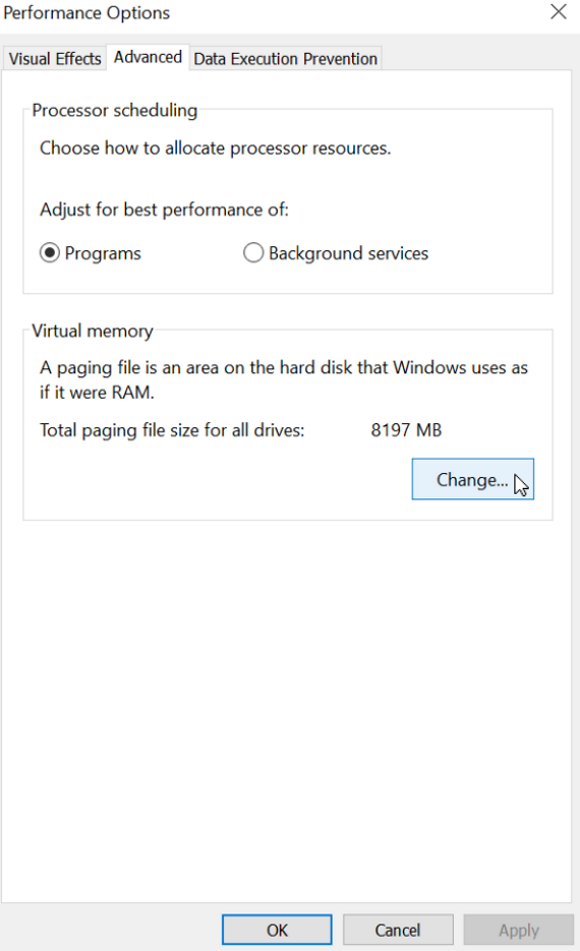 Performance Options
Visual Effects Advanced Data Execution Prevention
Processor scheduling
Choose how to allocate processor resources.
Adjust for best performance of:
Programs Background services
Virtual memory
A paging file is an area on the hard disk that Windows uses as
if it were RAM.
Total paging file size for all drives: 8197 MB
Change...
OK Cancel Apply